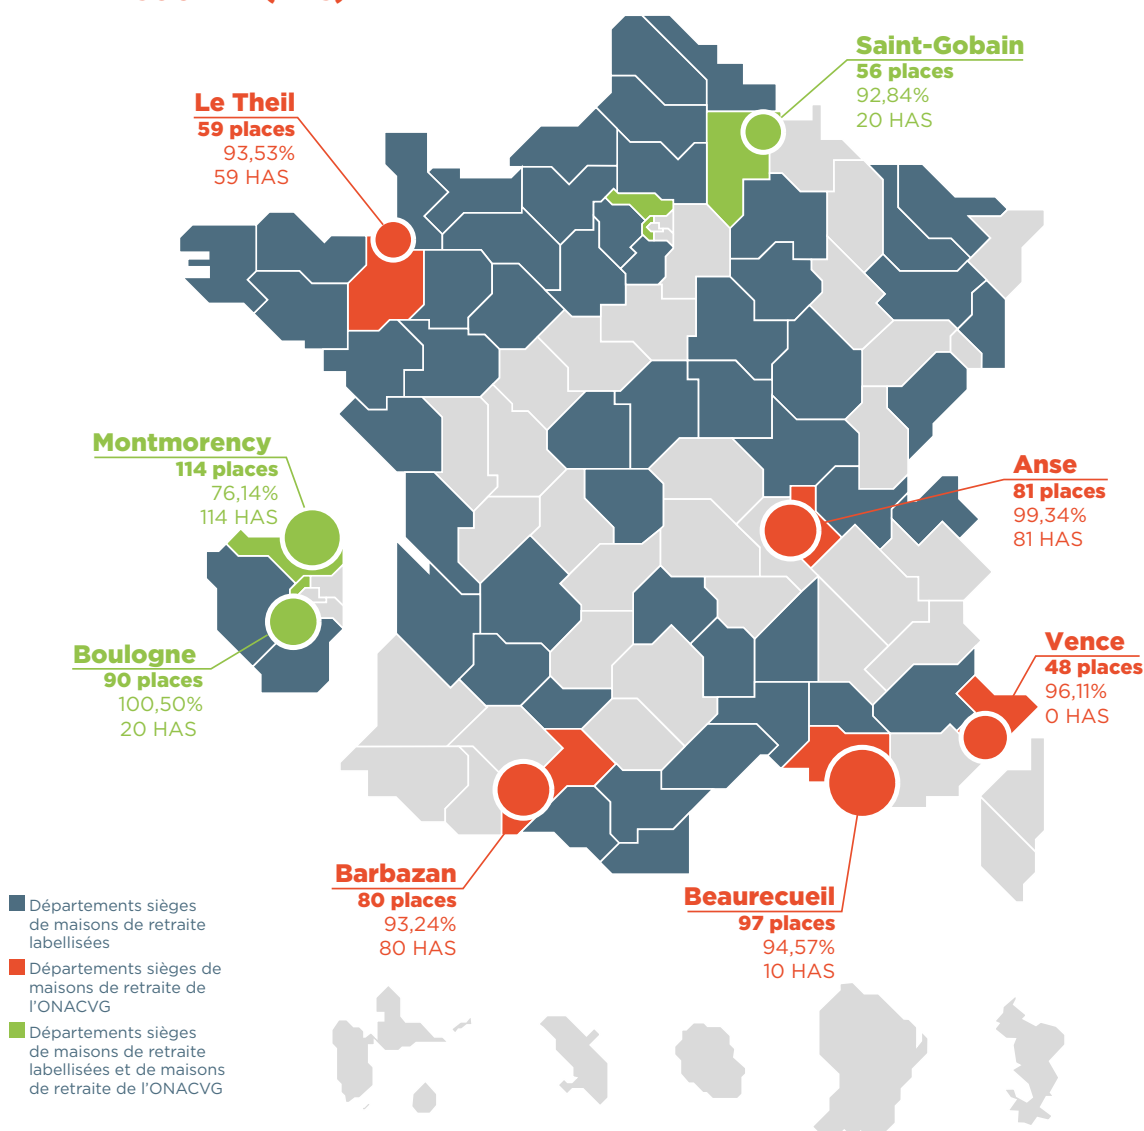 Saint-Gobain
56 places
92,84%
20 HAS
Le Theil
59 places
93,53%
59 HAS
Montmorency
114 places
76,14%
114 HAS
Anse
81 places
99,34%
81 HAS
Boulogne
90 places
100,50%
20 HAS
Vence
48 places
96,11%
0 HAS
Barbazan
80 places
93,24%
80 HAS
Beaurecueil
97 places
94,57%
10 HAS
Départements sièges
de maisons de retraite
labellisées
Départements sièges de
maisons de retraite de
l’ONACVG
Départements sièges
de maisons de retraite
labellisées et de maisons
de retraite de l’ONACVG